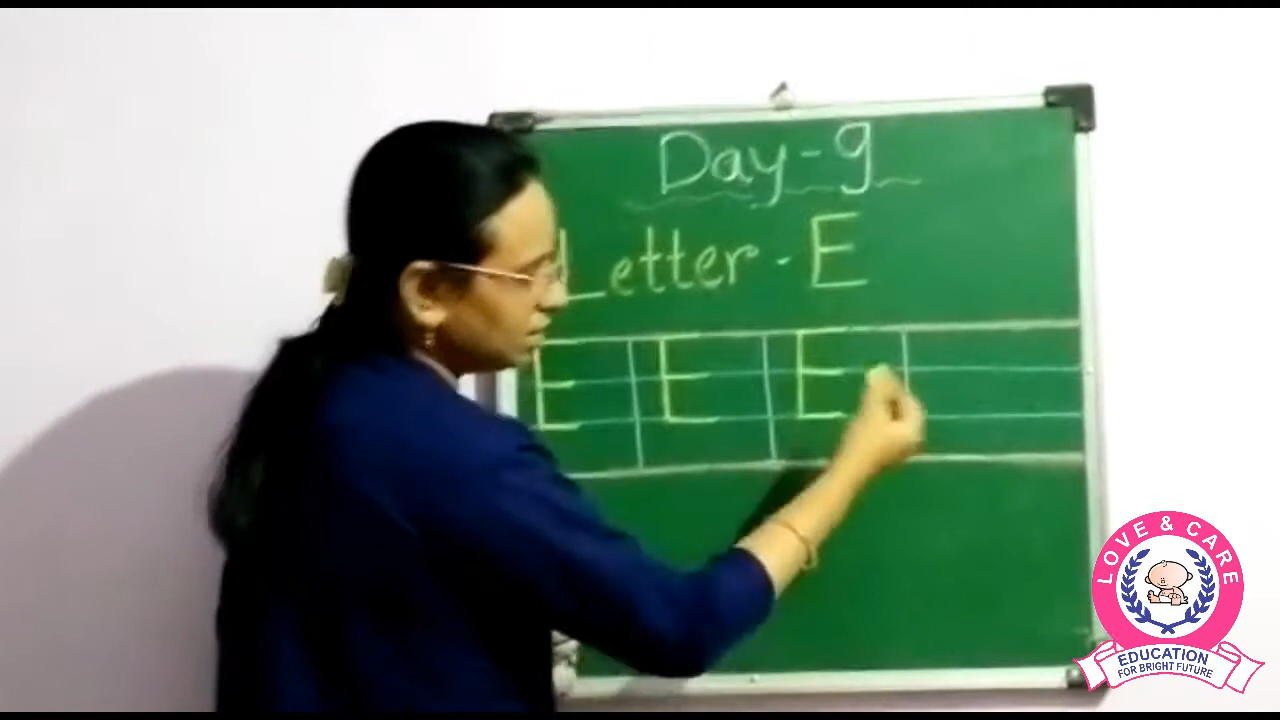 Day-9
Letter - E
E E E
LOVE & CARE
EDUCATION
FOR BRIGHT FUTURE